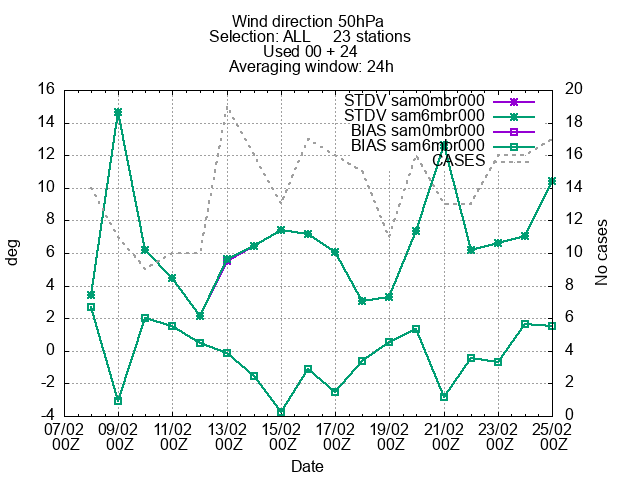 Wind direction 50hPa
Selection: ALL 23 stations
Used 00 + 24
Averaging window: 24h
16 20
STDV sam0mbr000
14 18
STDV sam6mbr000
BIAS sam0mbr000
12 16
BIAS sam6mbr000
CASES
10 14
8 12
6 10
4 8
2 6
0 4
-2 2
-4 0
deg
No cases
07/02 09/02 11/02 13/02 15/02 17/02 19/02 21/02 23/02 25/02
00Z 00Z 00Z 00Z 00Z 00Z 00Z 00Z 00Z 00Z
Date